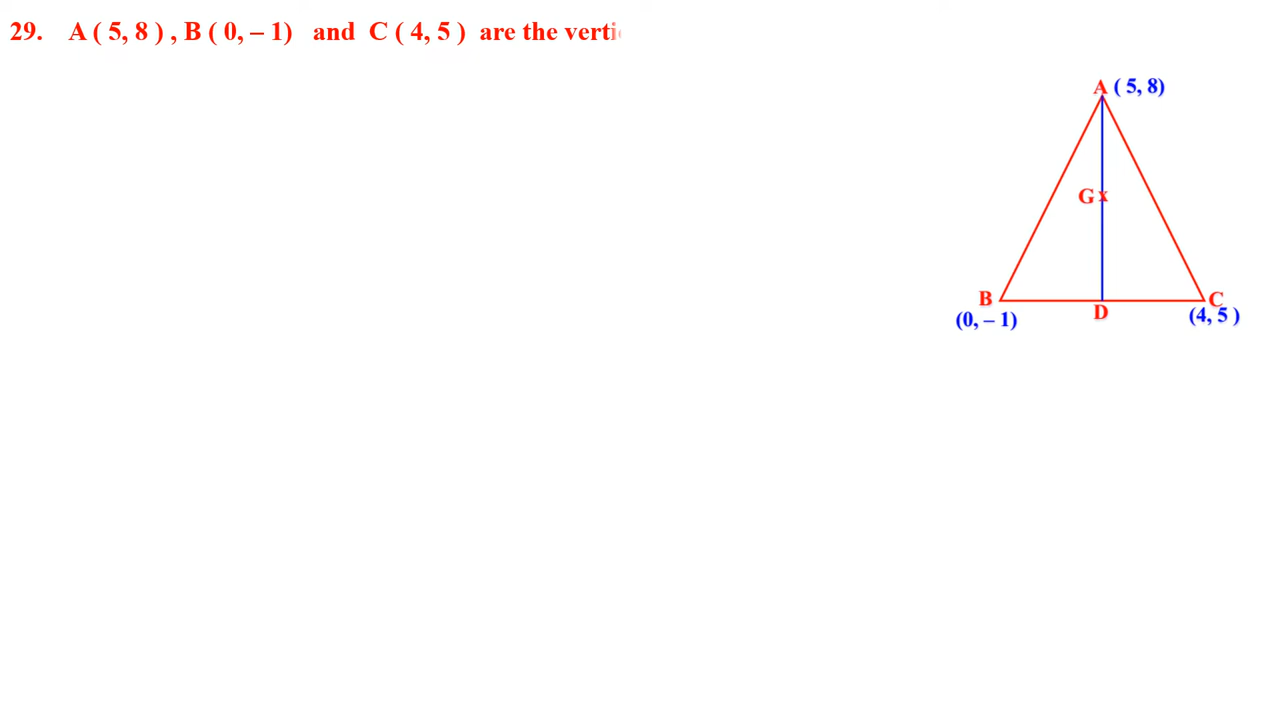 29. A ( 5, 8 ) , B ( 0, – 1) and C ( 4, 5 ) are the verti
A ( 5, 8)
G x
B D C
(0, – 1) (4, 5 )